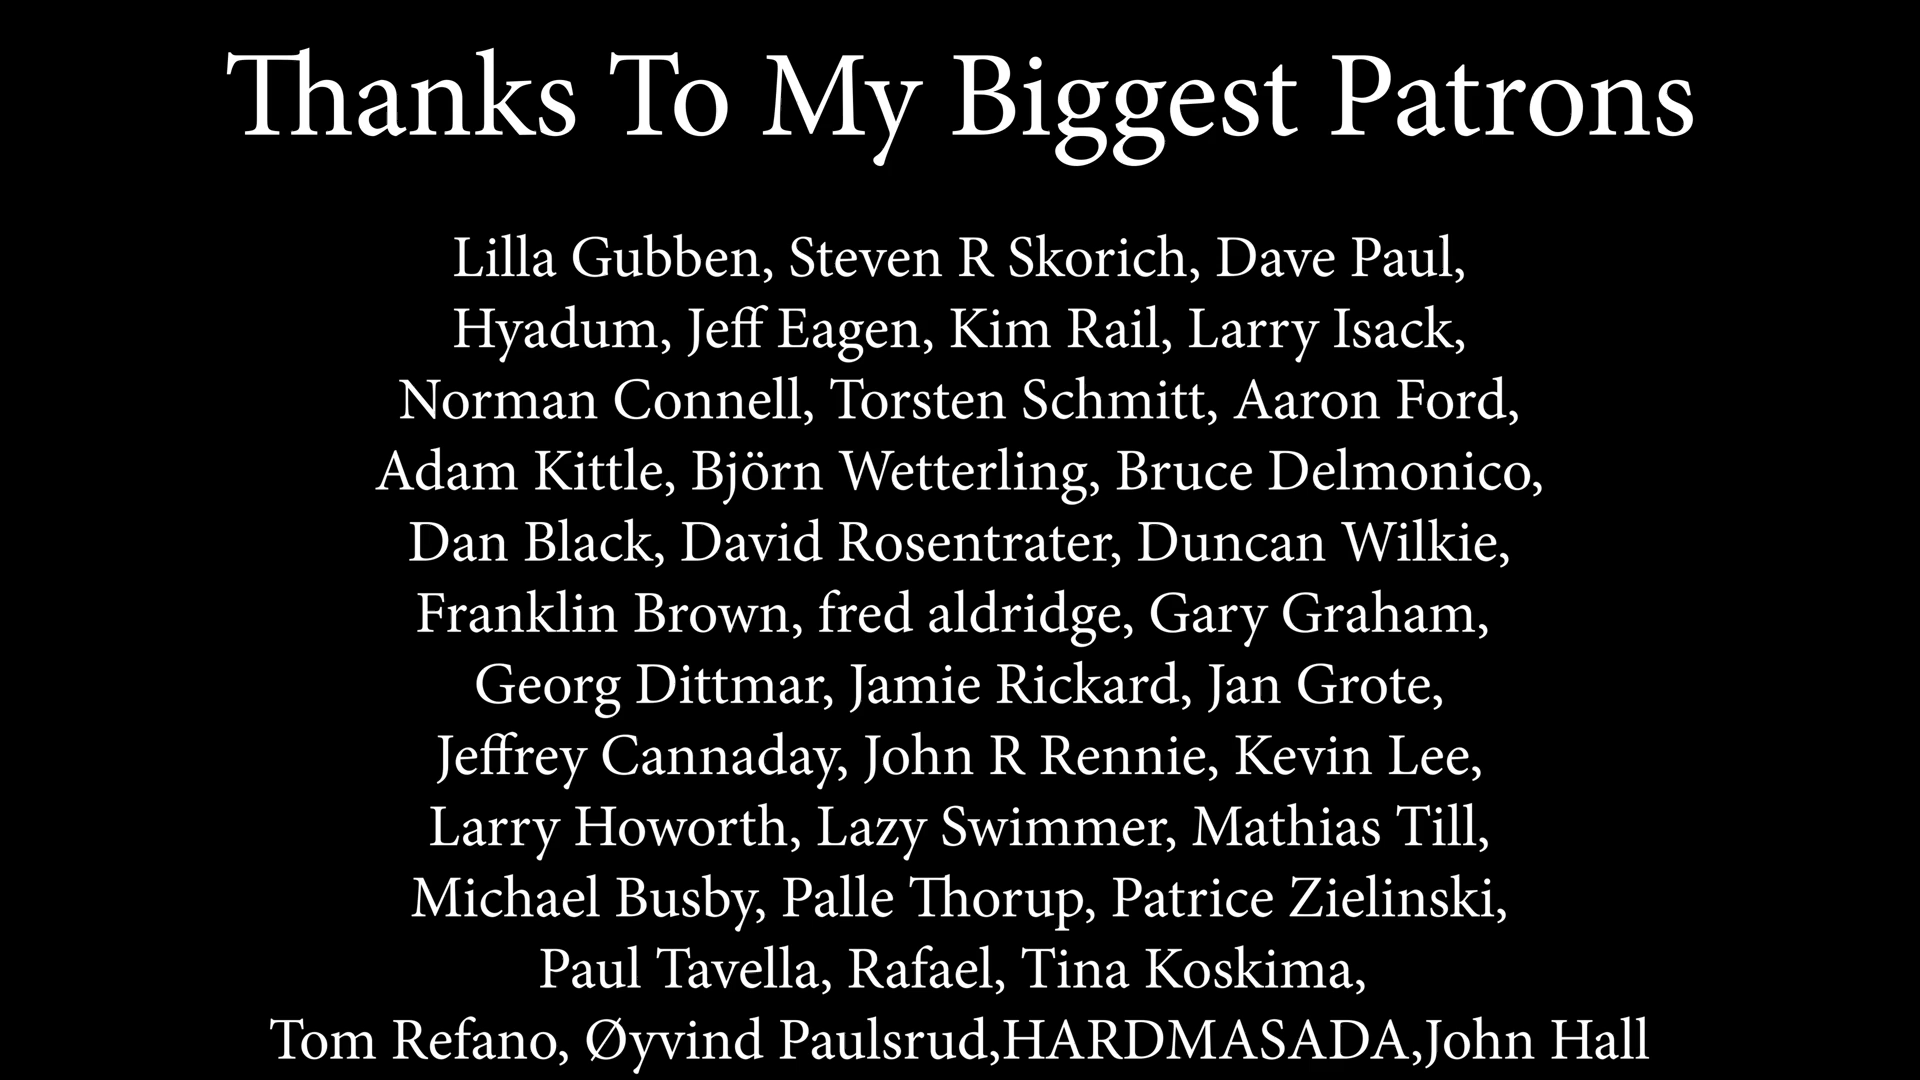 Thanks To My Biggest Patrons
Lilla Gubben, Steven R Skorich, Dave Paul,
Hyadum, Jeff Eagen, Kim Rail, Larry Isack,
Norman Connell, Torsten Schmitt, Aaron Ford,
Adam Kittle, Björn Wetterling, Bruce Delmonico,
Dan Black, David Rosentrater, Duncan Wilkie,
Franklin Brown, fred aldridge, Gary Graham,
Georg Dittmar, Jamie Rickard, Jan Grote,
Jeffrey Cannaday, John R Rennie, Kevin Lee,
Larry Howorth, Lazy Swimmer, Mathias Till,
Michael Busby, Palle Thorup, Patrice Zielinski,
Paul Tavella, Rafael, Tina Koskima,
Tom Refano, Øyvind Paulsrud,HARDMASADA,John Hall